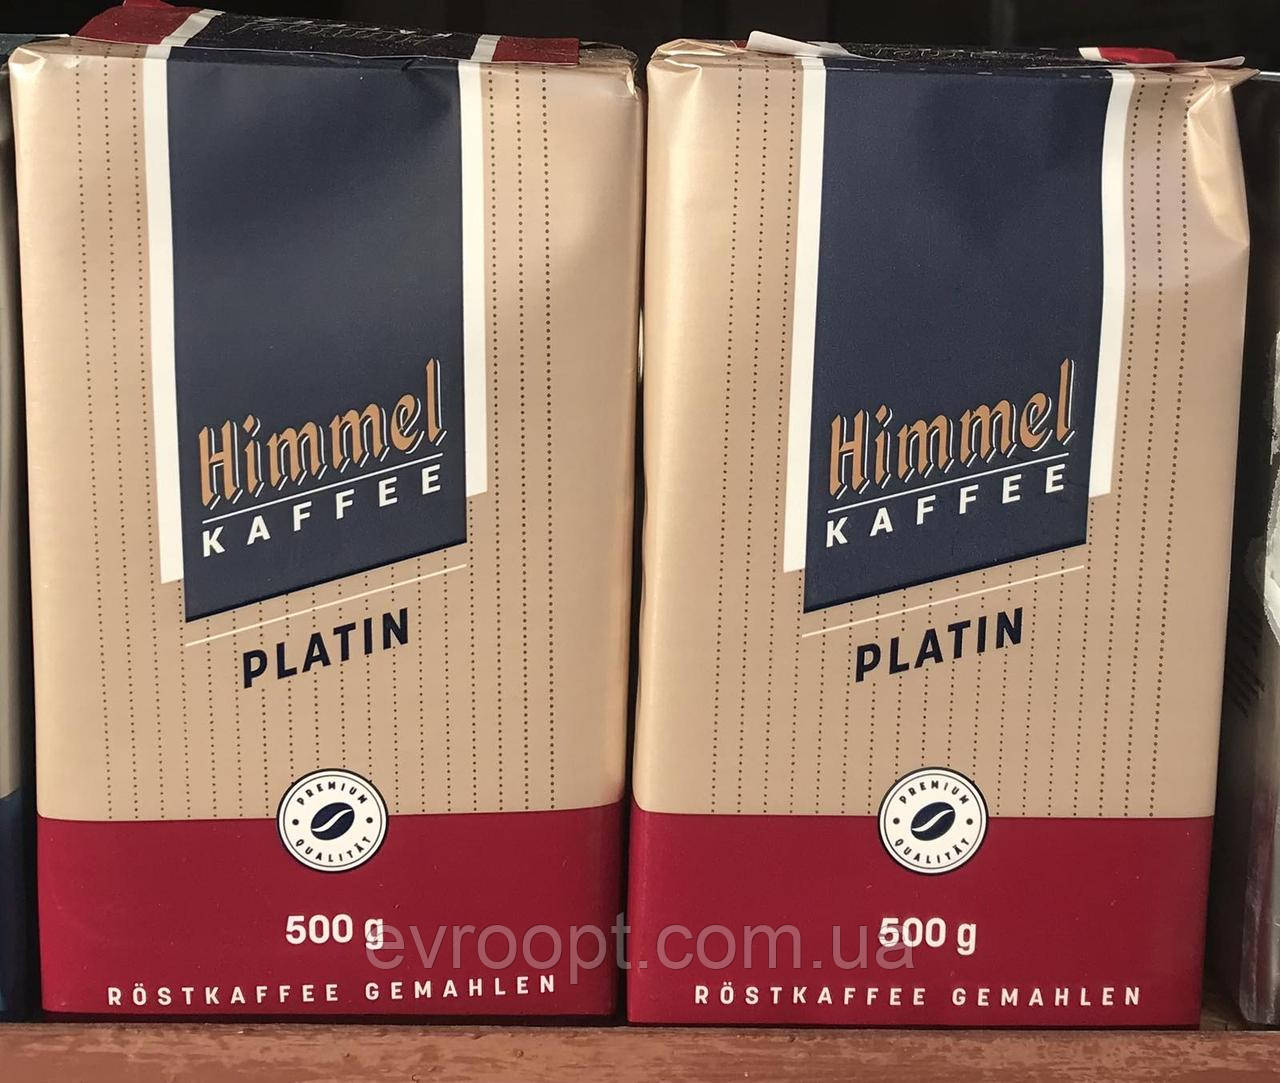 Himmel
KAFFEE
PLATIN
PREMIUM
QUALITÄT
500 g
RÖSTKAFFEE GEMAHLEN
Himmel
KAFFEE
PLATIN
PREMIUM
QUALITÄT
500 g
RÖSTKAFFEE GEMAHLEN
evroopt.com.ua